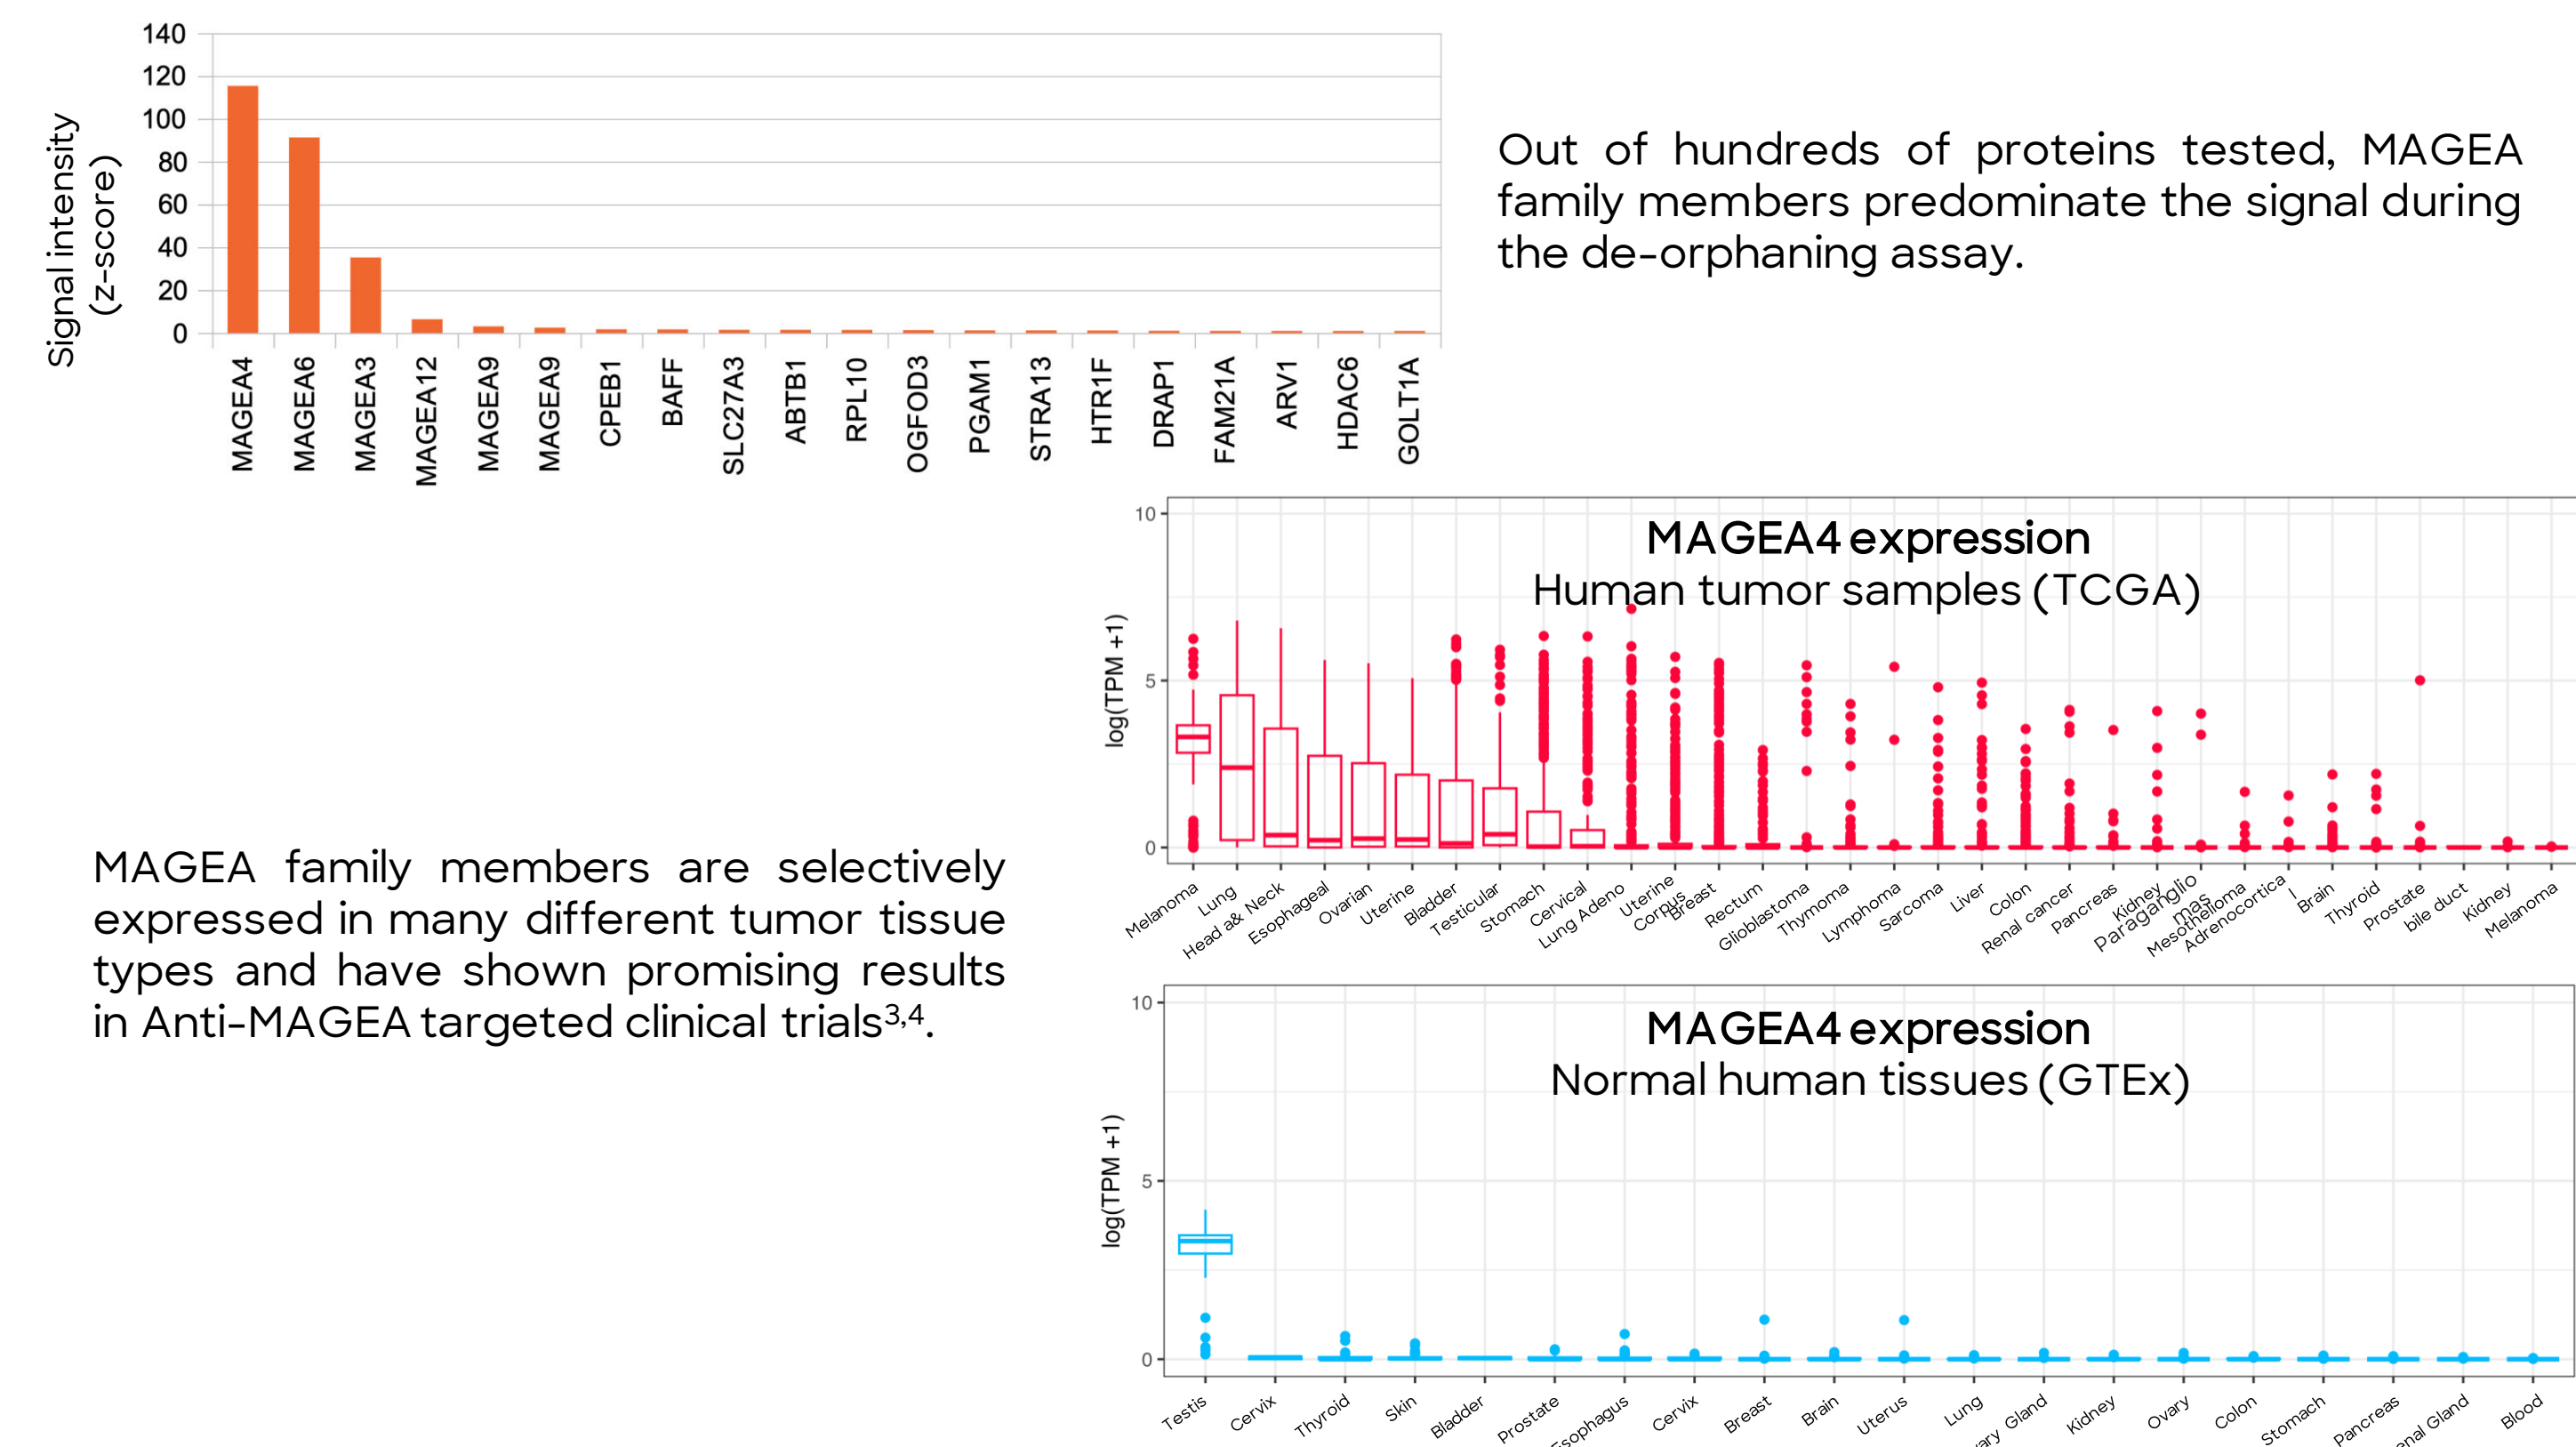 140
120
100
80
60
40
20
0
Signal intensity
(z-score)
MAGEA4
MAGEA6
MAGEA3
MAGEA12
MAGEA9
MAGEA9
CPEB1
BAFF
SLC27A3
ABTB1
RPL10
OGFOD3
PGAM1
STRA13
HTR1F
DRAP1
FAM21A
ARV1
HDAC6
GOLT1A
Out of hundreds of proteins tested, MAGEA
family members predominate the signal during
the de-orphaning assay.
MAGEA4 expression
Human tumor samples (TCGA)
10
5
0
log(TPM +1)
Melanoma
Lung
Head & Neck
Esophageal
Ovarian
Uterine
Bladder
Testicular
Stomach
Cervical
Lung Adeno
Uterine
Corpus
Breast
Rectum
Glioblastoma
Thymoma
Lymphoma
Sarcoma
Liver
Colon
Renal cancer
Pancreas
Kidney
Paraganglio
mas
Mesothelioma
Adrenocortica
l
Brain
Thyroid
Prostate
bile duct
Kidney
Melanoma
MAGEA family members are selectively
expressed in many different tumor tissue
types and have shown promising results
in Anti-MAGEA targeted clinical trials3,4.
MAGEA4 expression
Normal human tissues (GTEx)
10
5
0
log(TPM +1)
Testis
Cervix
Thyroid
Skin
Bladder
Prostate
Esophagus
Cervix
Breast
Brain
Uterus
Lung
Gland
Kidney
Ovary
Colon
Stomach
Pancreas
Gland
Blood